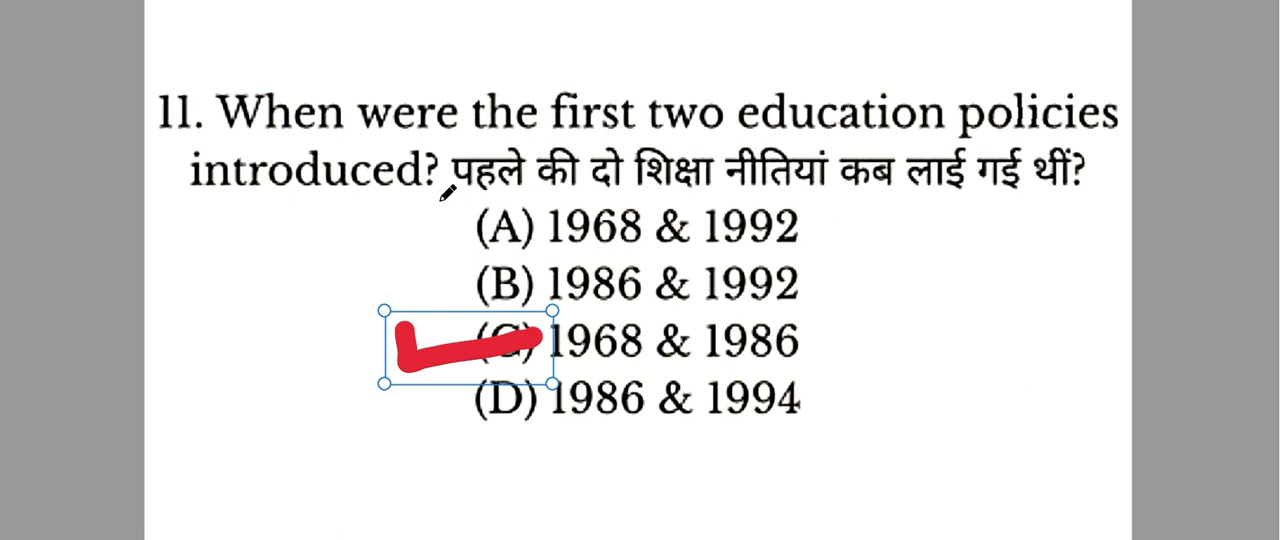 11. When were the first two education policies
introduced? पहले की दो शिक्षा नीतियां कब लाई गई थीं?
(A) 1968 & 1992
(B) 1986 & 1992
(C) 1968 & 1986
(D) 1986 & 1994